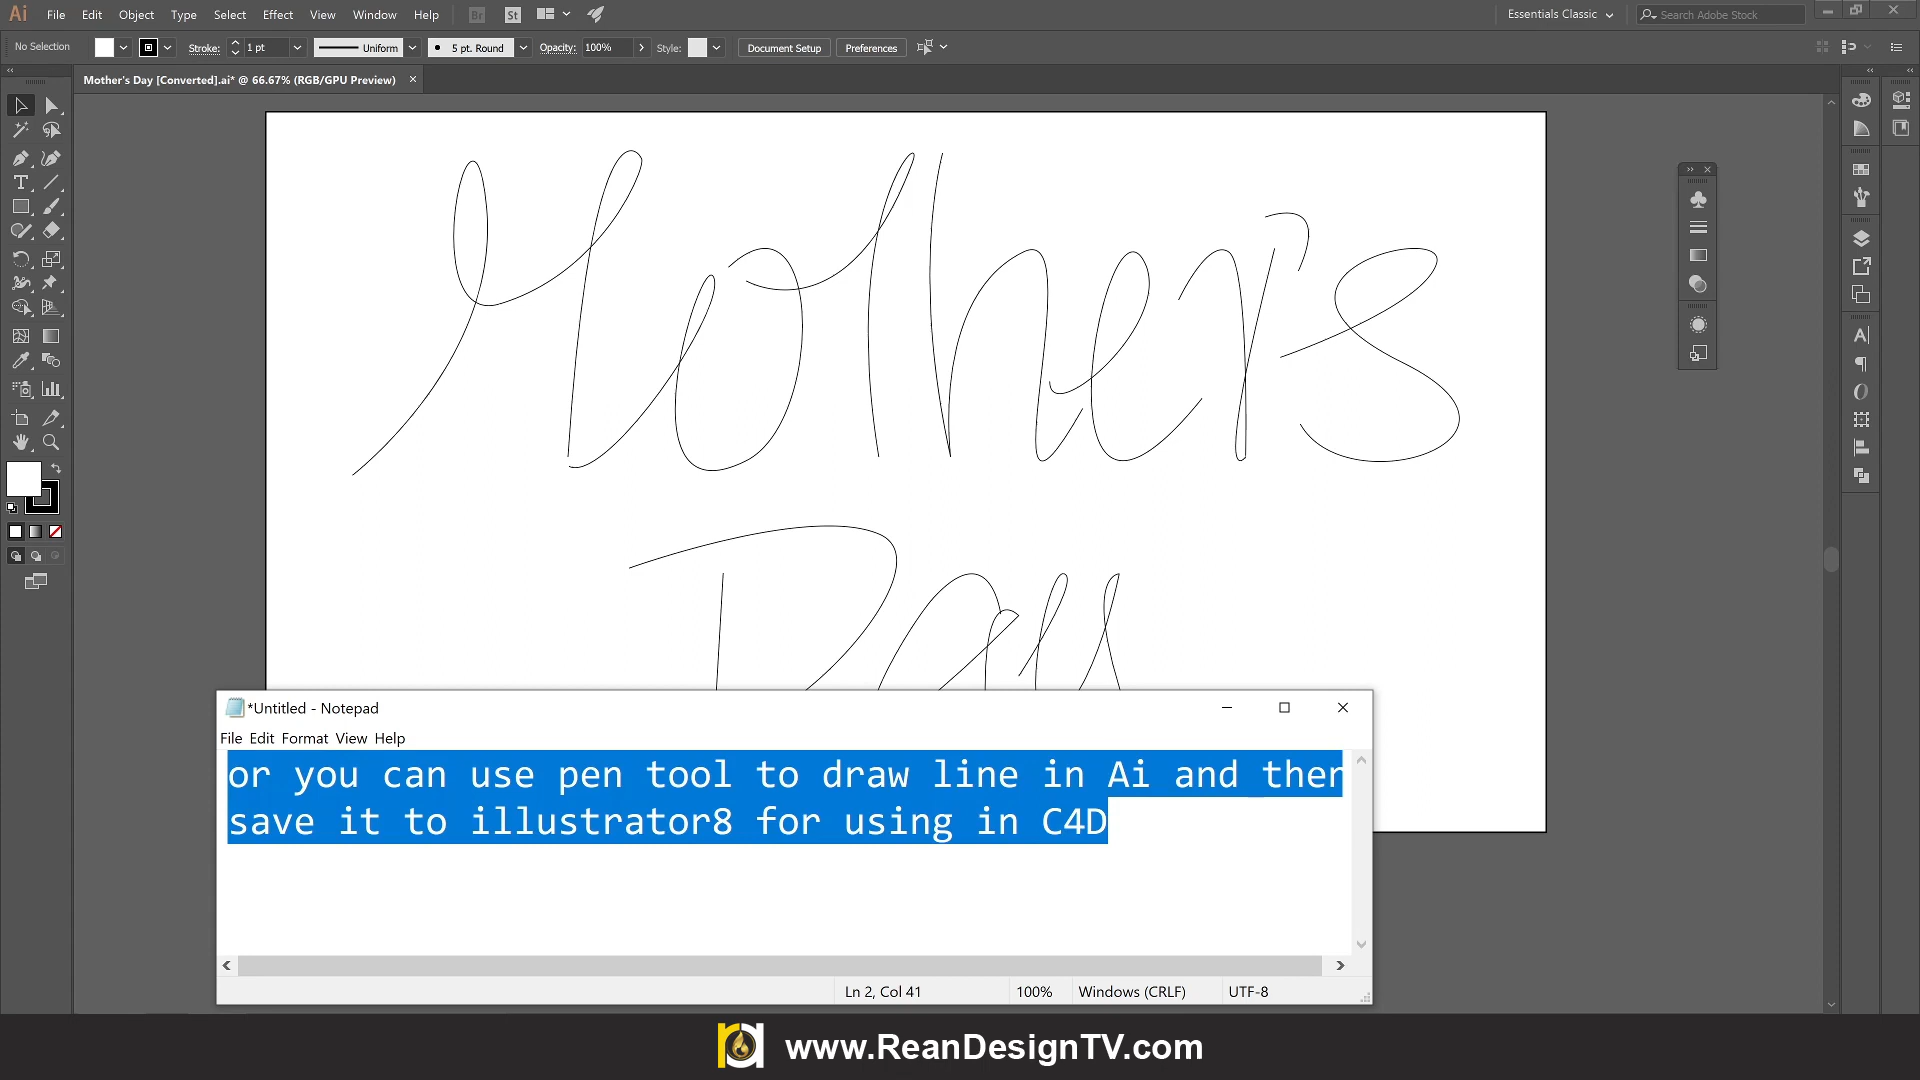 Ai File Edit Object Type Select Effect View Window Help Br St Essentials Classic Search Adobe Stock
No Selection Stroke: 1 pt Uniform 5 pt. Round Opacity: 100% Style: Document Setup Preferences
Mother's Day [Converted].ai* @ 66.67% (RGB/GPU Preview)
Mother's
Day
*Untitled - Notepad
File Edit Format View Help
or you can use pen tool to draw line in Ai and then
save it to illustrator8 for using in C4D
Ln 2, Col 41 100% Windows (CRLF) UTF-8
www.ReanDesignTV.com